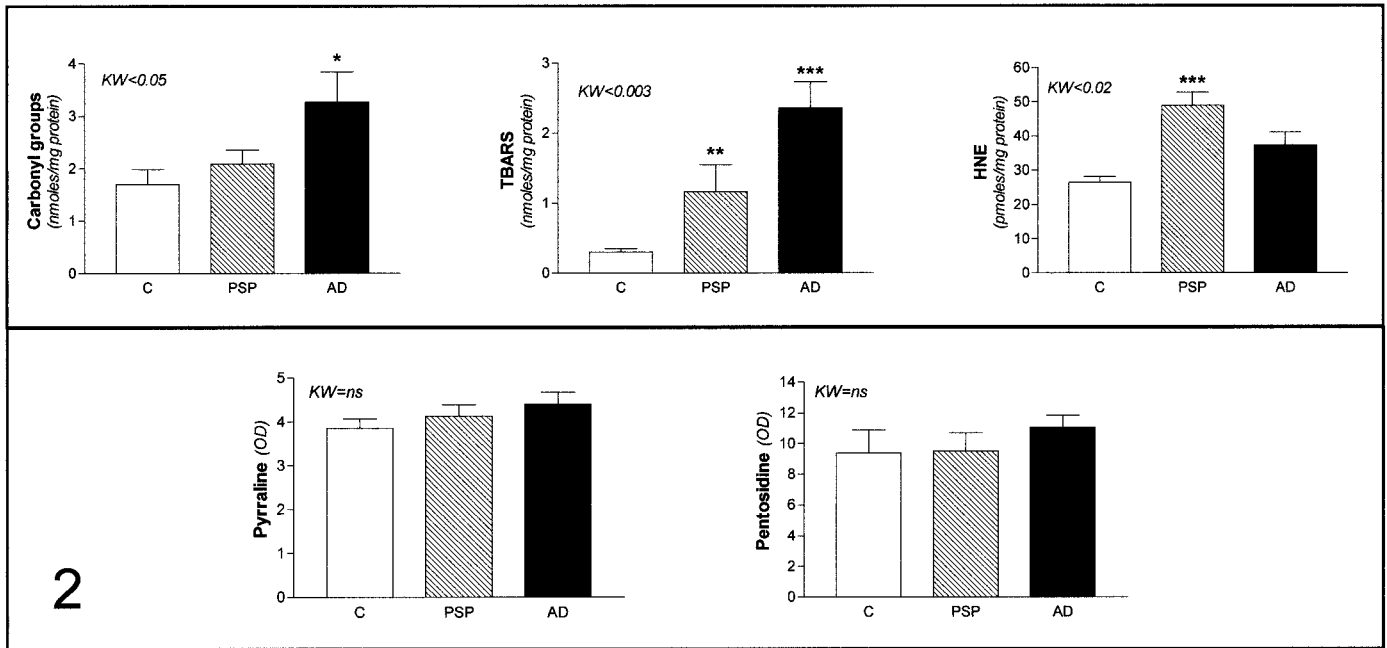 Carbonyl groups
(nmoles/mg protein)
KW<0.05
4
3
2
1
0
*
C PSP AD
TBARS
(nmoles/mg protein)
KW<0.003
3
2
1
0
**
***
C PSP AD
HNE
(pmoles/mg protein)
KW<0.02
60
50
40
30
20
10
0
***
C PSP AD
Pyrraline (OD)
KW=ns
5
4
3
2
1
0
C PSP AD
Pentosidine (OD)
KW=ns
14
12
10
8
6
4
2
0
C PSP AD
2